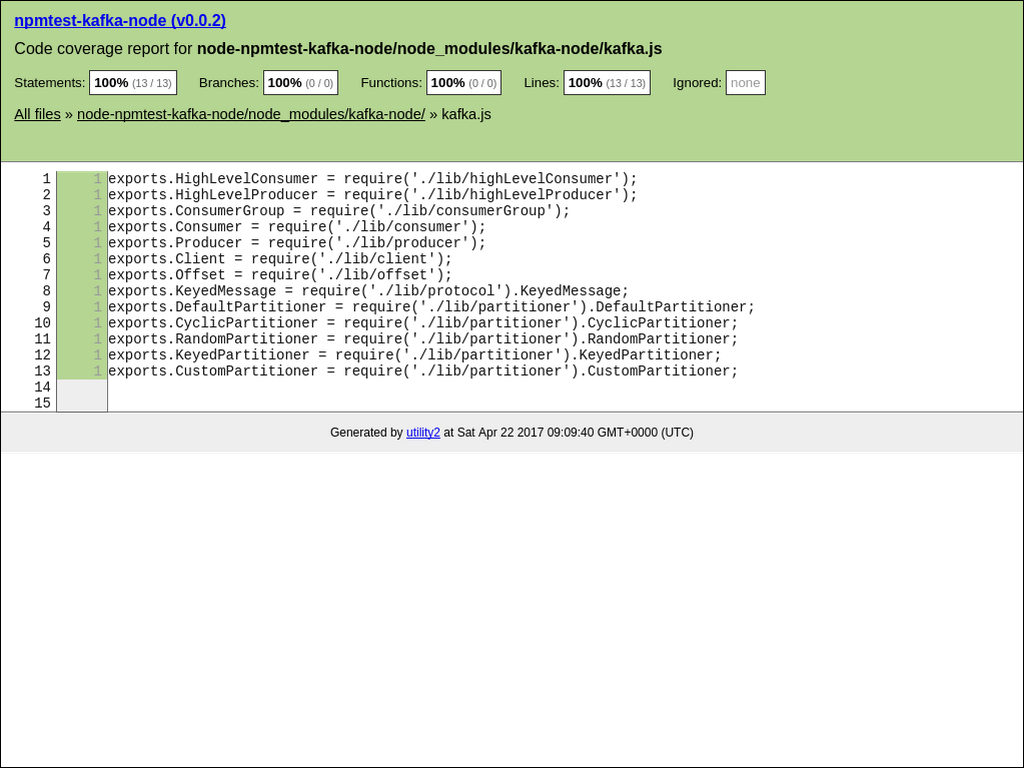 npmtest-kafka-node (v0.0.2)
Code coverage report for node-npmtest-kafka-node/node_modules/kafka-node/kafka.js
Statements: 100% (13 / 13) Branches: 100% (0 / 0) Functions: 100% (0 / 0) Lines: 100% (13 / 13) Ignored: none
All files » node-npmtest-kafka-node/node_modules/kafka-node/ » kafka.js
1 1 exports.HighLevelConsumer = require('./lib/highLevelConsumer');
2 1 exports.HighLevelProducer = require('./lib/highLevelProducer');
3 1 exports.ConsumerGroup = require('./lib/consumerGroup');
4 1 exports.Consumer = require('./lib/consumer');
5 1 exports.Producer = require('./lib/producer');
6 1 exports.Client = require('./lib/client');
7 1 exports.Offset = require('./lib/offset');
8 1 exports.KeyedMessage = require('./lib/protocol').KeyedMessage;
9 1 exports.DefaultPartitioner = require('./lib/partitioner').DefaultPartitioner;
10 1 exports.CyclicPartitioner = require('./lib/partitioner').CyclicPartitioner;
11 1 exports.RandomPartitioner = require('./lib/partitioner').RandomPartitioner;
12 1 exports.KeyedPartitioner = require('./lib/partitioner').KeyedPartitioner;
13 1 exports.CustomPartitioner = require('./lib/partitioner').CustomPartitioner;
14
15
Generated by utility2 at Sat Apr 22 2017 09:09:40 GMT+0000 (UTC)